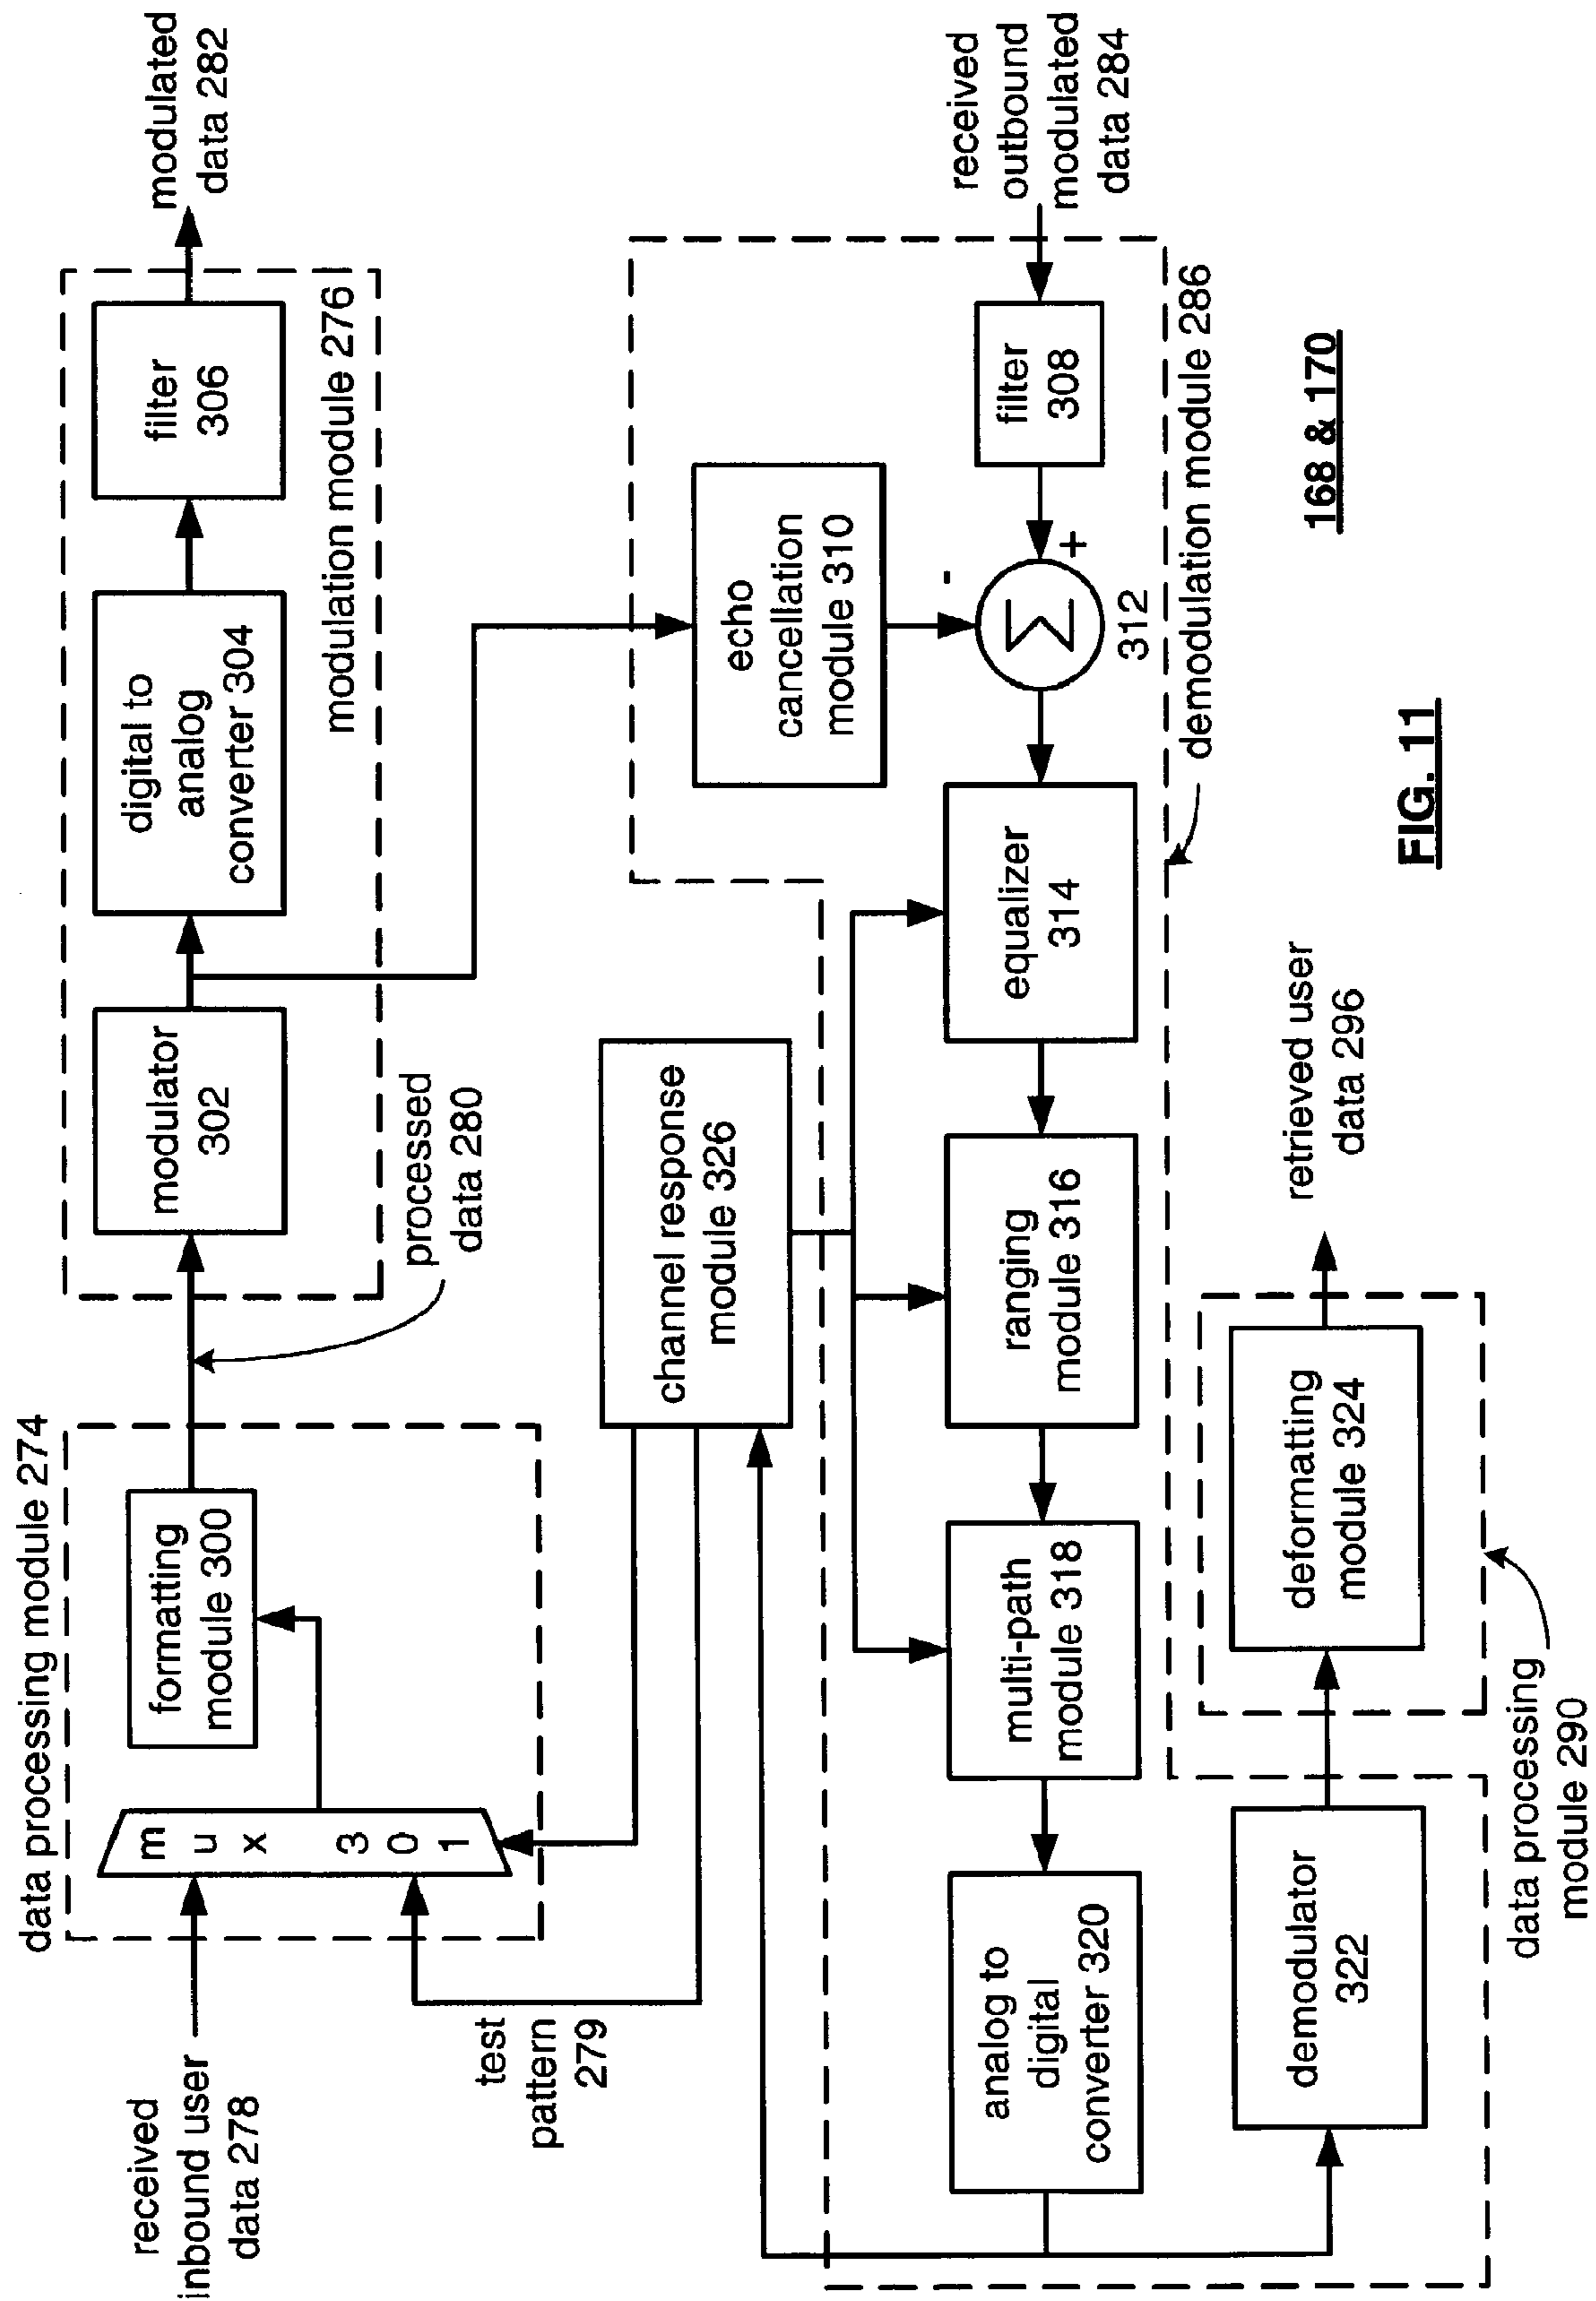 data processing module 274
received
inbound user
data 278
m
u
x
3
0
1
formatting
module 300
test
pattern
279
processed
data 280
modulator
302
digital to
analog
converter 304
filter
306
modulation module 276
modulated
data 282
channel response
module 326
echo
cancellation
module 310
-
+
Σ
312
filter
308
received
outbound
modulated
data 284
equalizer
314
ranging
module 316
multi-path
module 318
analog to
digital
converter 320
demodulation module 286
demodulator
322
deformatting
module 324
retrieved user
data 296
data processing
module 290
168 & 170
FIG. 11